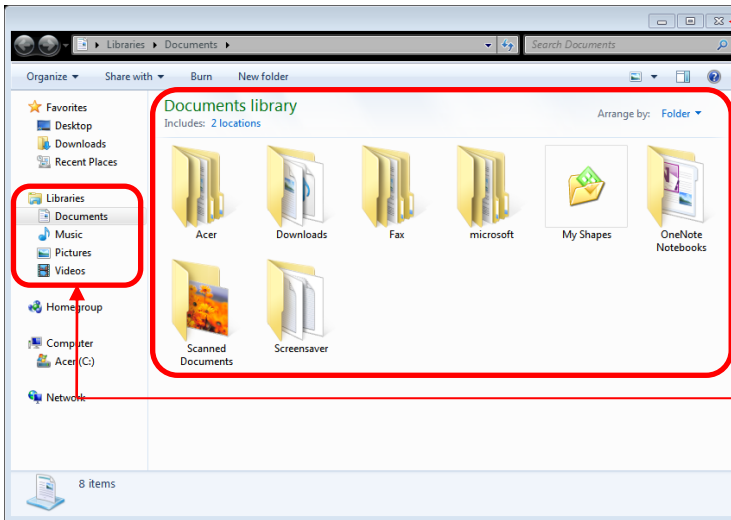 Libraries Documents
Search Documents
Organize Share with Burn New folder
Favorites
Desktop
Downloads
Recent Places
Libraries
Documents
Music
Pictures
Videos
Homegroup
Computer
Acer (C:)
Network
Documents library
Includes: 2 locations
Arrange by: Folder
Acer
Downloads
Fax
microsoft
My Shapes
OneNote
Notebooks
Scanned
Documents
Screensaver
8 items